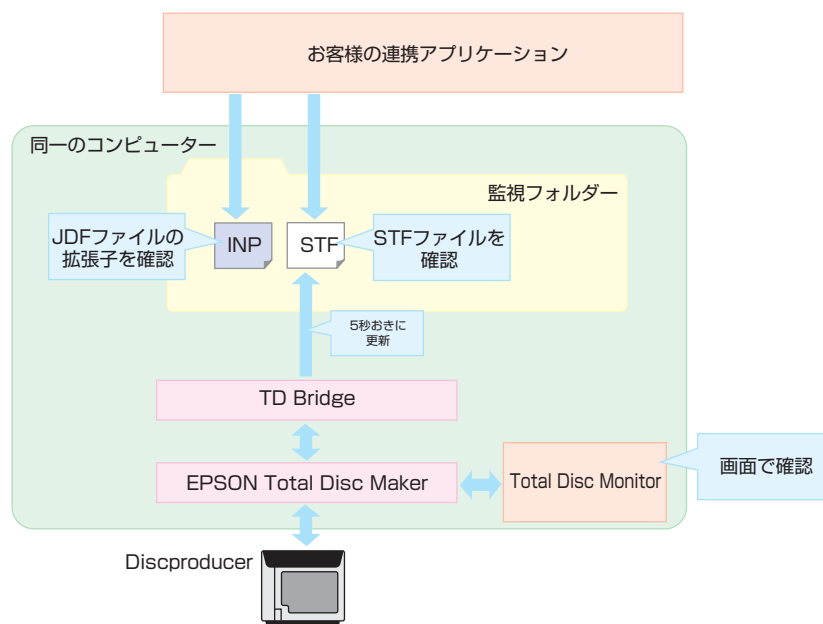 お客様の連携アプリケーション
同一のコンピューター
監視フォルダー
JDFファイルの
拡張子を確認
INP
STF
STFファイルを
確認
5秒おきに
更新
TD Bridge
EPSON Total Disc Maker
Total Disc Monitor
画面で確認
Discproducer